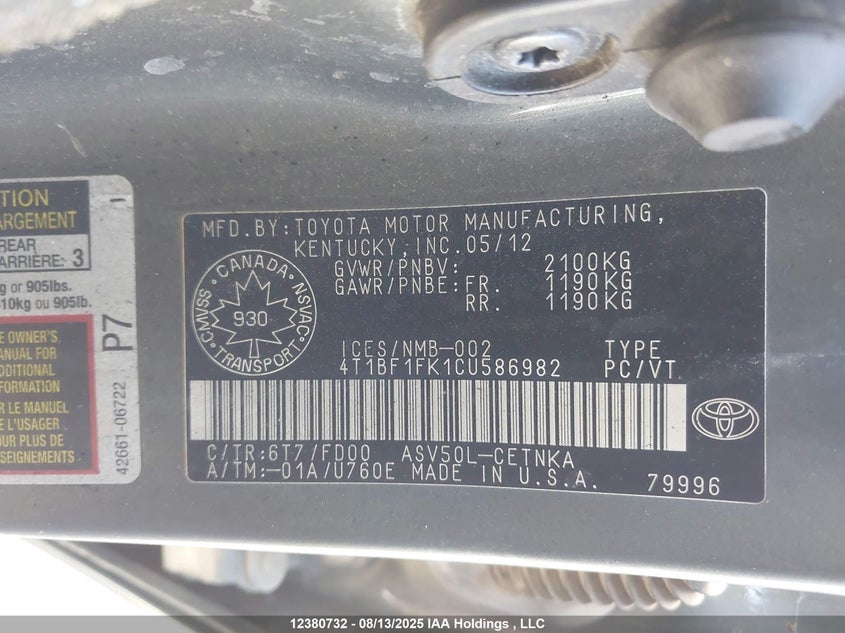 TION
ARGEMENT
REAR
ARRIÈRE: 3
g or 905lbs.
10kg ou 905lb.
E OWNER'S
ANUAL FOR
DDITIONAL
FORMATION
R LE MANUEL
E L'USAGER
OUR PLUS DE
SEIGNEMENTS
P7
42661-06722
MFD.BY:TOYOTA MOTOR MANUFACTURING,
KENTUCKY,INC.05/12
GVWR/PNBV: 2100KG
GAWR/PNBE:FR. 1190KG
RR. 1190KG
CANADA
CMVSS NSVAC
930
TRANSPORT
ICES/NMB-002 TYPE
4T1BF1FK1CU586982 PC/VT
C/TR:6T7/FD00 ASV50L-CETNKA
A/TM:-01A/U760E MADE IN U.S.A.
79996
12380732 - 08/13/2025 IAA Holdings , LLC